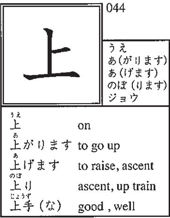 上
044
うえ
あ(がります)
あ(げます)
のぼ(ります)
ジョウ
上 うえ on
上がります あ to go up
上げます あ to raise, ascent
上り のぼ ascent, up train
上手(な) じょうず good, well